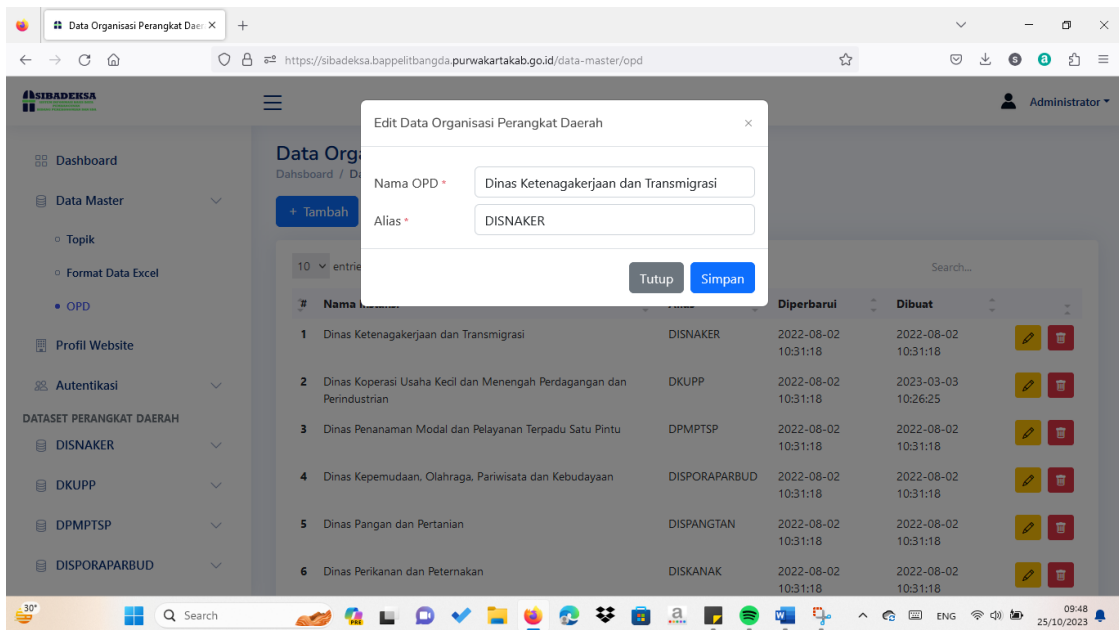 Data Organisasi Perangkat Daer
https://sibadeksa.bappelitbangda.purwakartakab.go.id/data-master/opd
SIBADEKSA
Administrator
Edit Data Organisasi Perangkat Daerah
Nama OPD * Dinas Ketenagakerjaan dan Transmigrasi
Alias * DISNAKER
Tutup Simpan
Dashboard
Data Master
Topik
Format Data Excel
OPD
Profil Website
Autentikasi
DATASET PERANGKAT DAERAH
DISNAKER
DKUPP
DPMPTSP
DISPORAPARBUD
Data Orga
Dahsboard / Da
+ Tambah
10 entrie
Search...
# Nama Diperbarui Dibuat
1 Dinas Ketenagakerjaan dan Transmigrasi DISNAKER 2022-08-02 2022-08-02
10:31:18 10:31:18
2 Dinas Koperasi Usaha Kecil dan Menengah Perdagangan dan DKUPP 2022-08-02 2023-03-03
Perindustrian 10:31:18 10:26:25
3 Dinas Penanaman Modal dan Pelayanan Terpadu Satu Pintu DPMPTSP 2022-08-02 2022-08-02
10:31:18 10:31:18
4 Dinas Kepemudaan, Olahraga, Pariwisata dan Kebudayaan DISPORAPARBUD 2022-08-02 2022-08-02
10:31:18 10:31:18
5 Dinas Pangan dan Pertanian DISPANGTAN 2022-08-02 2022-08-02
10:31:18 10:31:18
6 Dinas Perikanan dan Peternakan DISKANAK 2022-08-02 2022-08-02
10:31:18 10:31:18
30°
Search
PRE
ENG
09:48
25/10/2023